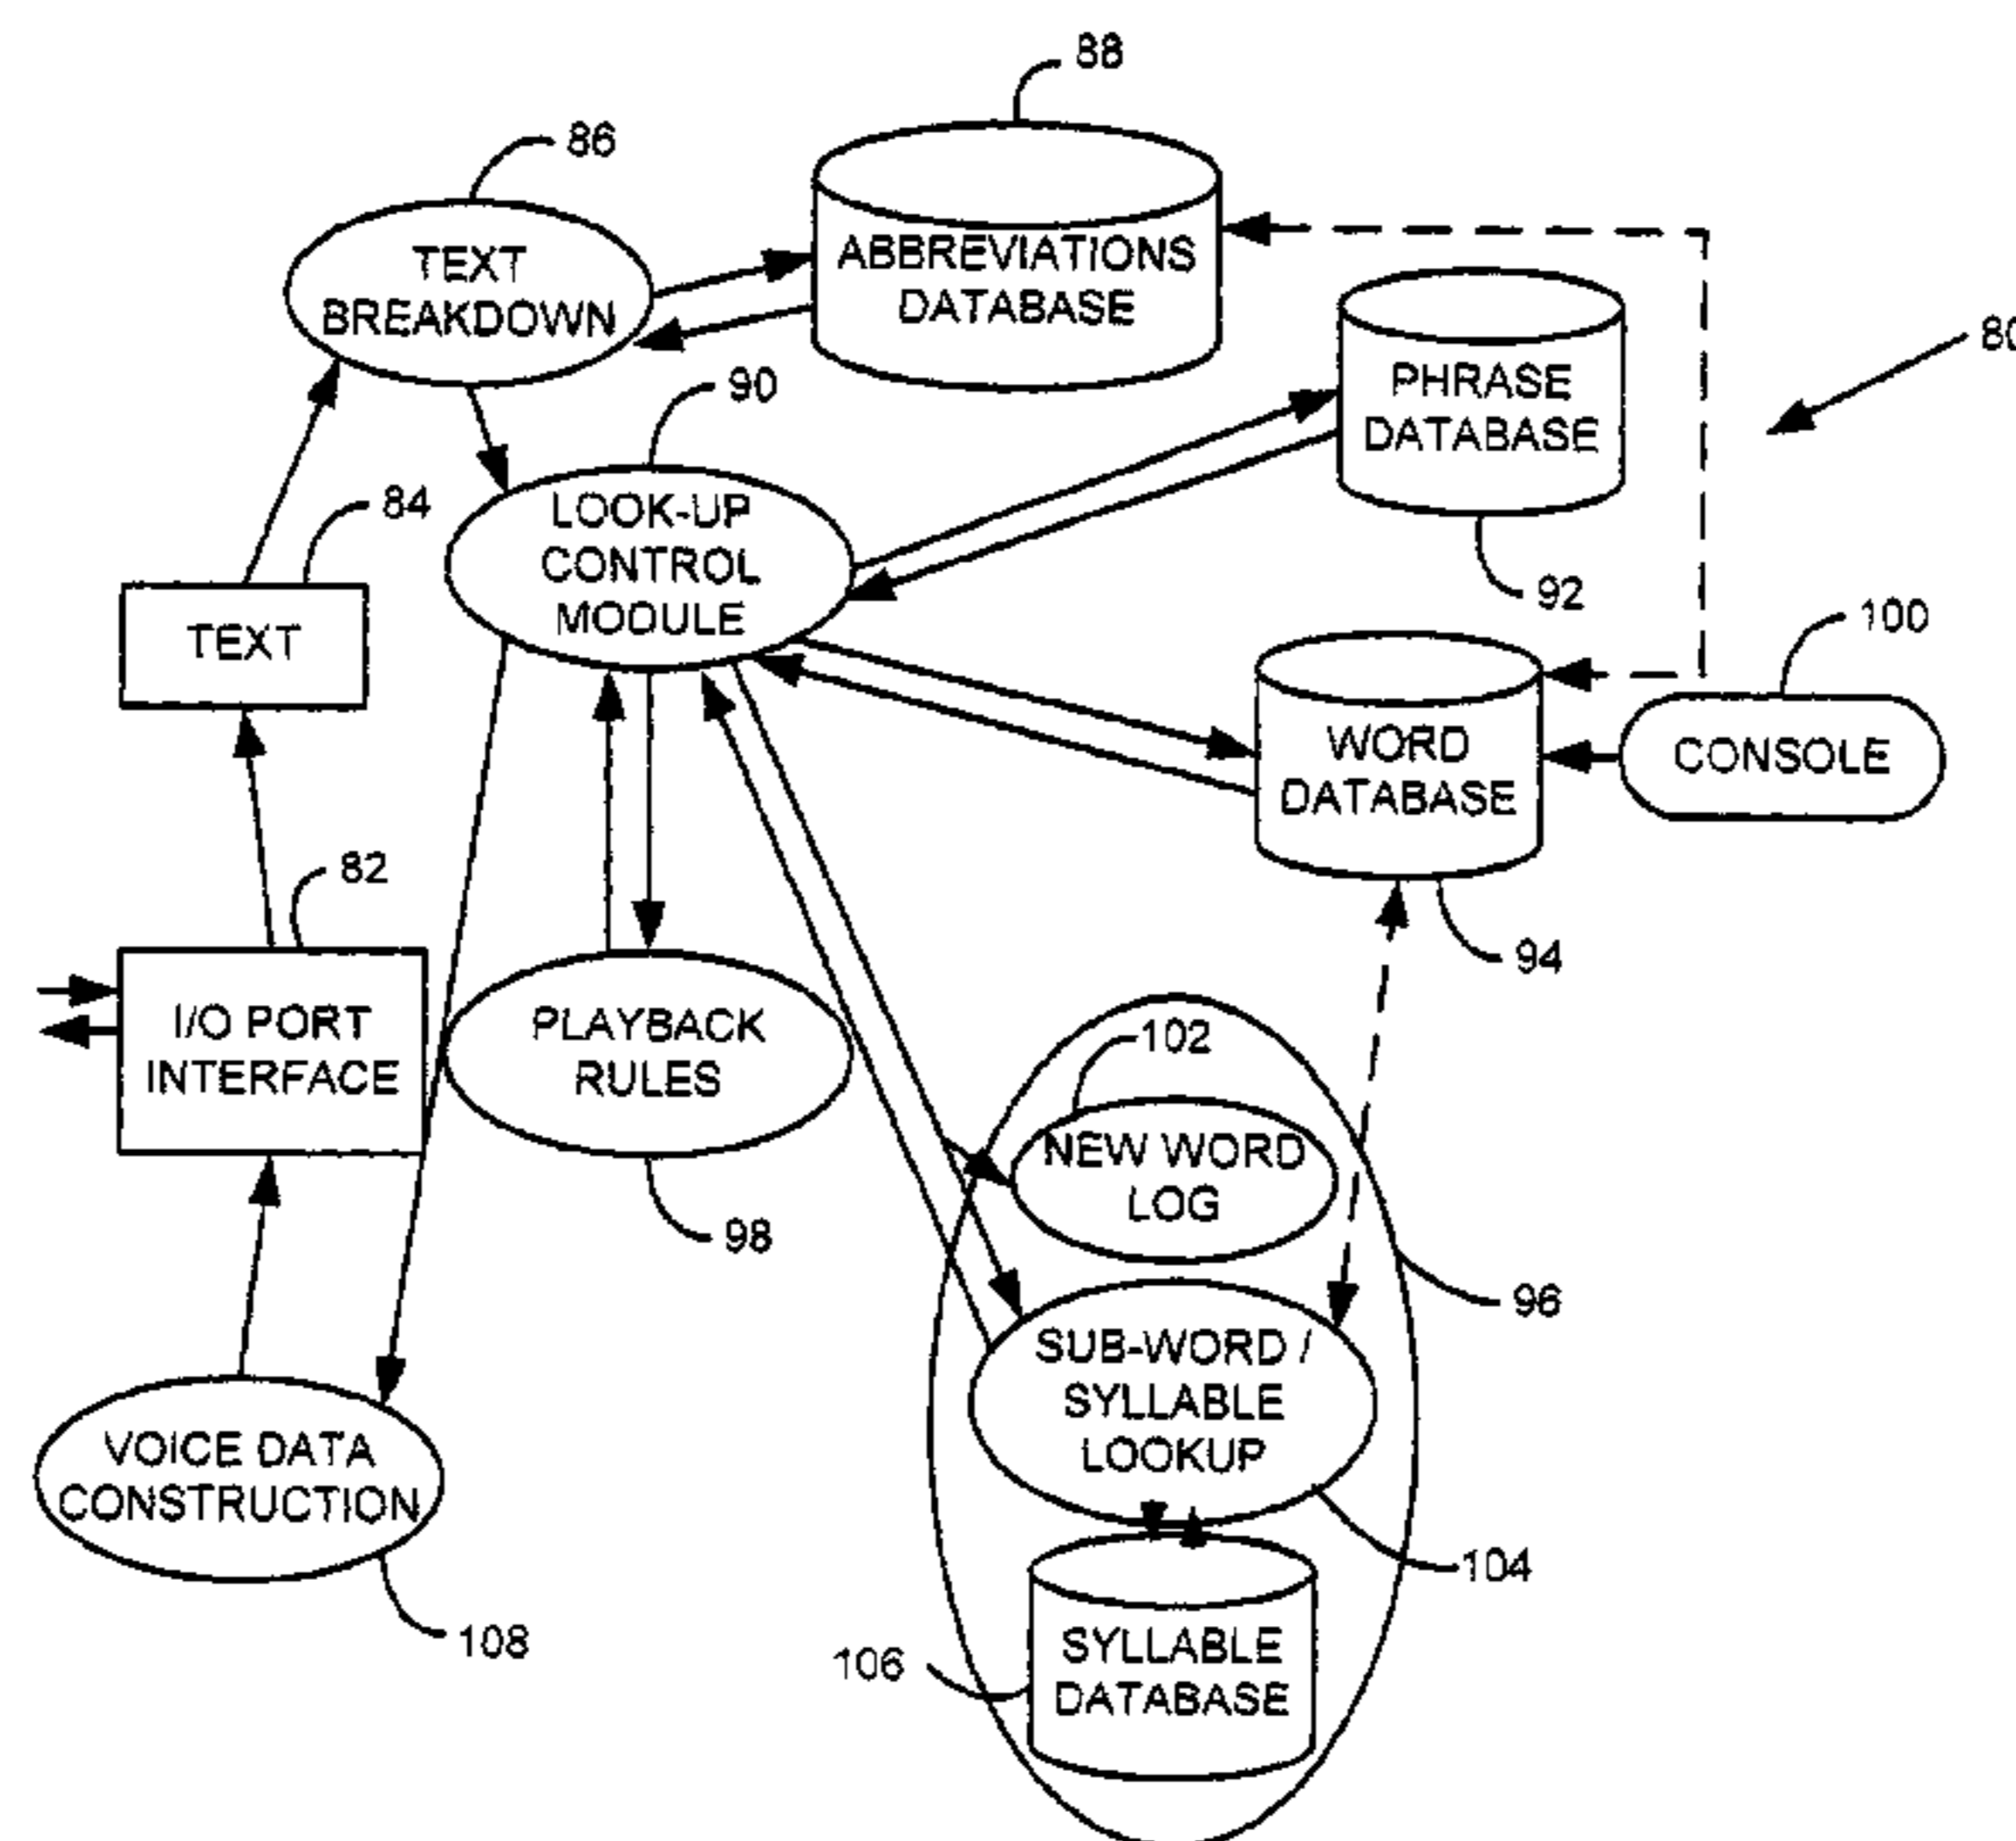 88
86
TEXT
BREAKDOWN
ABBREVIATIONS
DATABASE
80
PHRASE
DATABASE
90
84
LOOK-UP
CONTROL
MODULE
92
100
TEXT
WORD
DATABASE
CONSOLE
82
94
I/O PORT
INTERFACE
PLAYBACK
RULES
102
NEW WORD
LOG
98
96
SUB-WORD /
SYLLABLE
LOOKUP
VOICE DATA
CONSTRUCTION
104
108
106
SYLLABLE
DATABASE